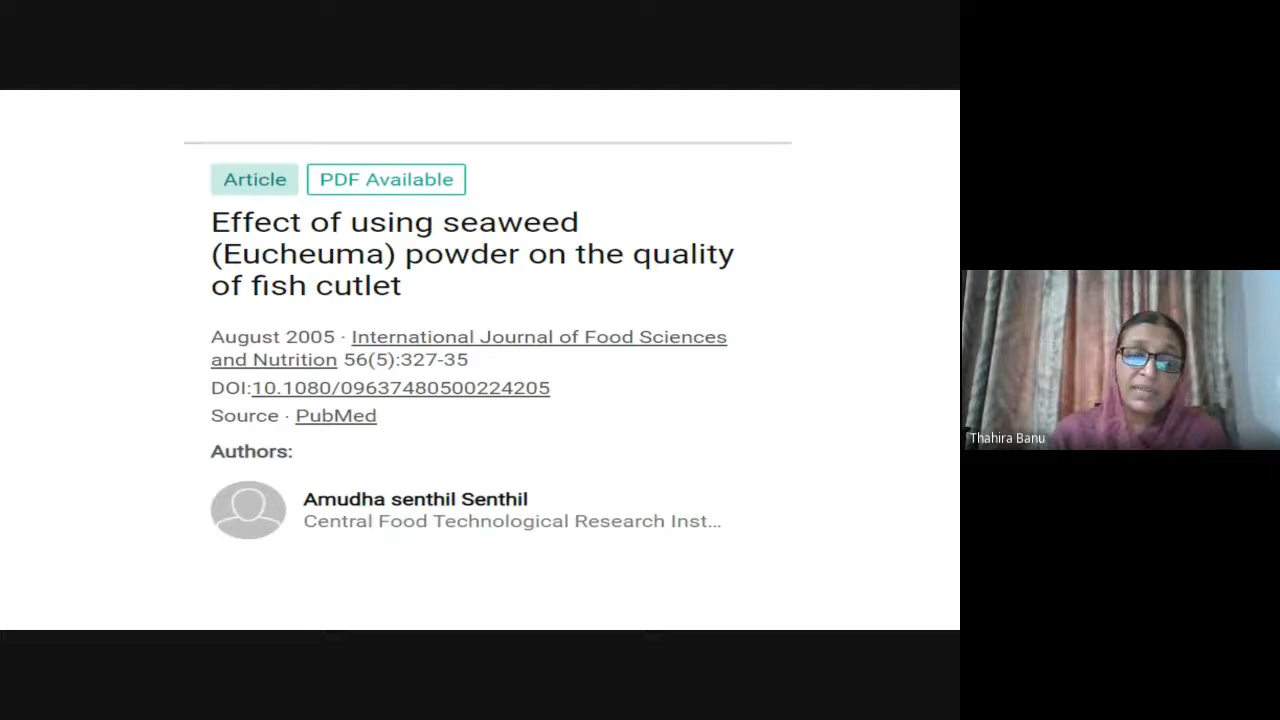 Article PDF Available
Effect of using seaweed
(Eucheuma) powder on the quality
of fish cutlet
August 2005 · International Journal of Food Sciences
and Nutrition 56(5):327-35
DOI:10.1080/09637480500224205
Source · PubMed
Authors:
Amudha senthil Senthil
Central Food Technological Research Inst...
Thahira Banu